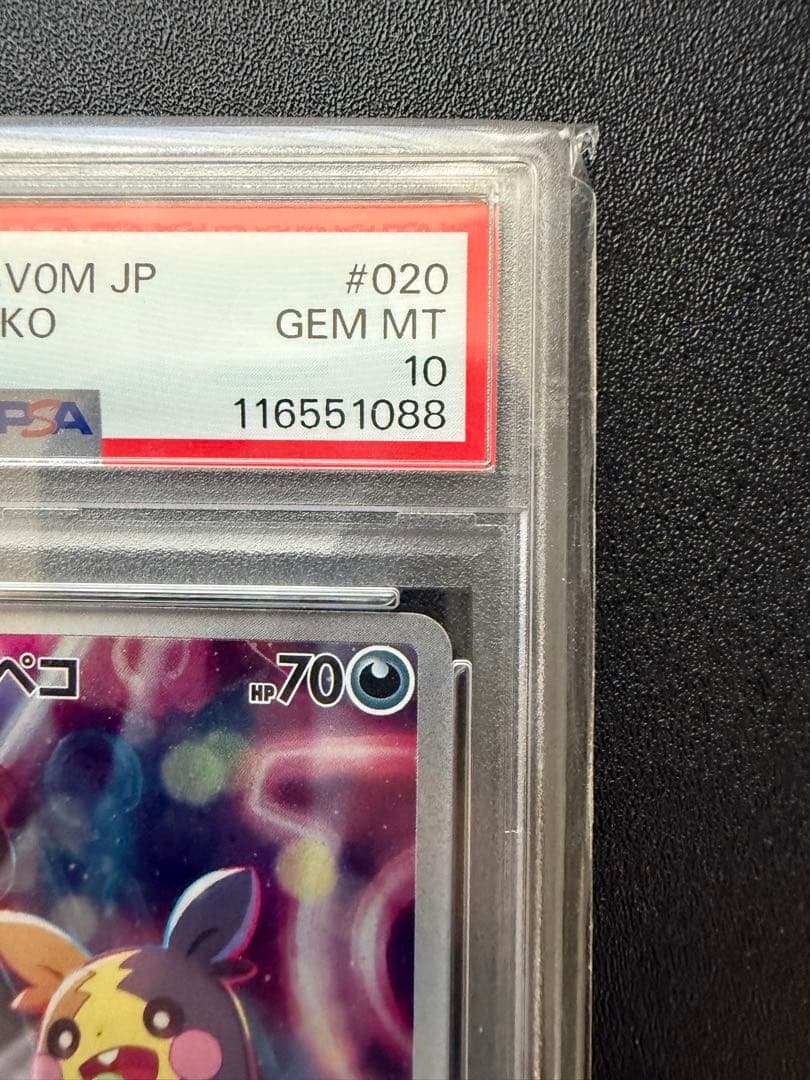 V0M JP #020
KO GEM MT
10
PSA 116551088
ペコ HP70